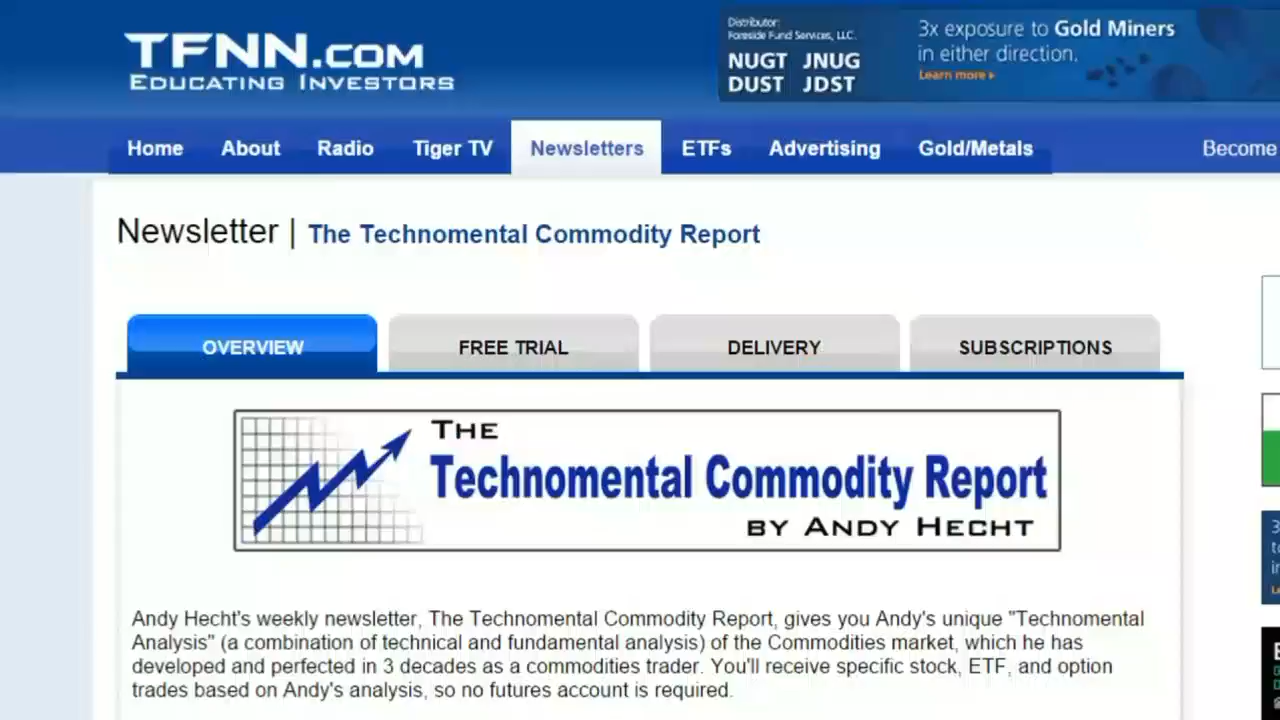 TFNN.COM
EDUCATING INVESTORS
Distributor:
Foreside Fund Services, LLC.
NUGT JNUG
DUST JDST
3x exposure to Gold Miners
in either direction.
Learn more
Home About Radio Tiger TV Newsletters ETFs Advertising Gold/Metals Become
Newsletter | The Technomental Commodity Report
OVERVIEW FREE TRIAL DELIVERY SUBSCRIPTIONS
THE
Technomental Commodity Report
BY ANDY HECHT
Andy Hecht's weekly newsletter, The Technomental Commodity Report, gives you Andy's unique "Technomental
Analysis" (a combination of technical and fundamental analysis) of the Commodities market, which he has
developed and perfected in 3 decades as a commodities trader. You'll receive specific stock, ETF, and option
trades based on Andy's analysis, so no futures account is required.